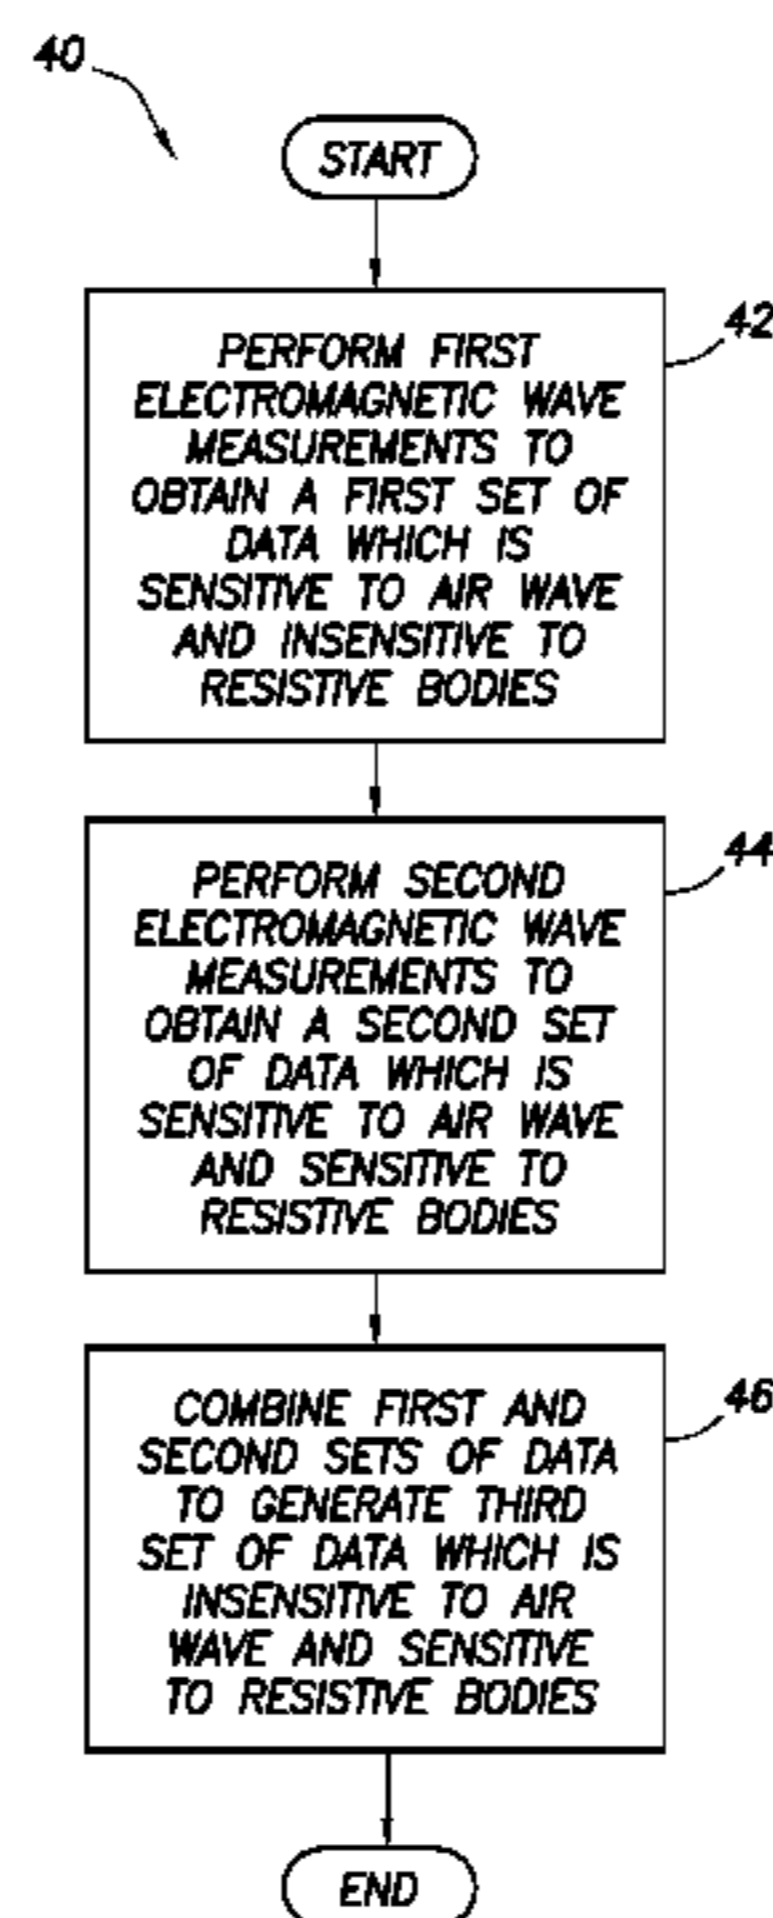 40
START
42
PERFORM FIRST
ELECTROMAGNETIC WAVE
MEASUREMENTS TO
OBTAIN A FIRST SET OF
DATA WHICH IS
SENSITIVE TO AIR WAVE
AND INSENSITIVE TO
RESISTIVE BODIES
44
PERFORM SECOND
ELECTROMAGNETIC WAVE
MEASUREMENTS TO
OBTAIN A SECOND SET
OF DATA WHICH IS
SENSITIVE TO AIR WAVE
AND SENSITIVE TO
RESISTIVE BODIES
46
COMBINE FIRST AND
SECOND SETS OF DATA
TO GENERATE THIRD
SET OF DATA WHICH IS
INSENSITIVE TO AIR
WAVE AND SENSITIVE
TO RESISTIVE BODIES
END